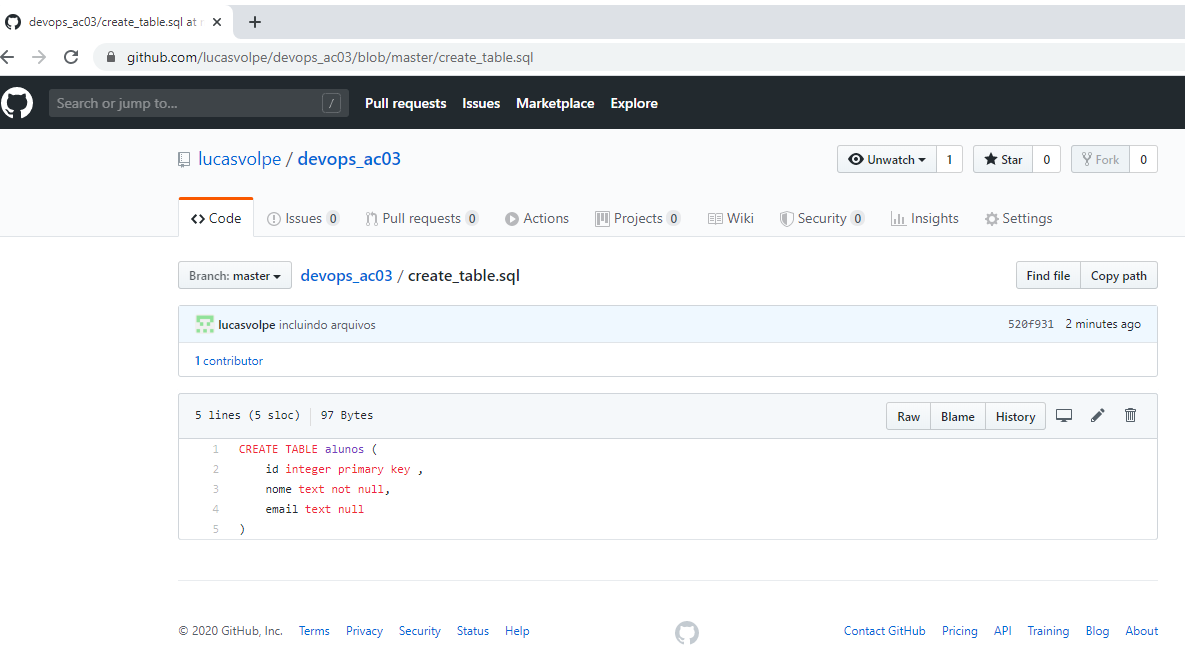 devops_ac03/create_table.sql at
github.com/lucasvolpe/devops_ac03/blob/master/create_table.sql
Search or jump to... / Pull requests Issues Marketplace Explore
lucasvolpe / devops_ac03 Unwatch 1 Star 0 Fork 0
Code Issues 0 Pull requests 0 Actions Projects 0 Wiki Security 0 Insights Settings
Branch: master devops_ac03 / create_table.sql Find file Copy path
lucasvolpe incluindo arquivos 520f931 2 minutes ago
1 contributor
5 lines (5 sloc) 97 Bytes Raw Blame History
1 CREATE TABLE alunos (
2 id integer primary key ,
3 nome text not null,
4 email text null
5 )
© 2020 GitHub, Inc. Terms Privacy Security Status Help Contact GitHub Pricing API Training Blog About